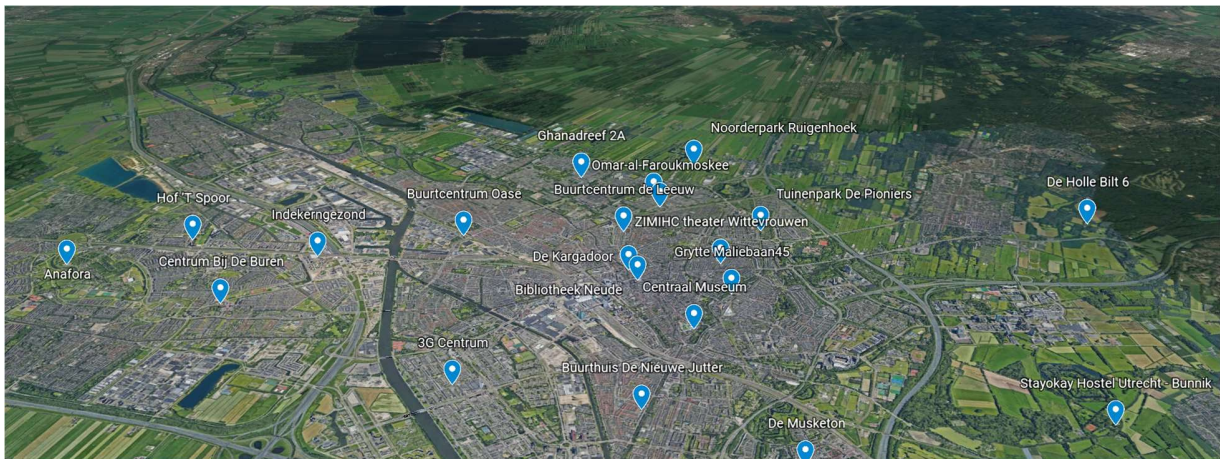 Ghanadreef 2A
Noorderpark Ruigenhoek
Omar-al-Faroukmoskee
Buurtcentrum Oase
Buurtcentrum de Leeuw
Tuinenpark De Pioniers
De Holle Bilt 6
Hof 'T Spoor
Indekerngezond
ZIMIHC theater Wittevrouwen
Anafora
Centrum Bij De Buren
De Kargadoor
Grytte Maliebaan45
Bibliotheek Neude
Centraal Museum
3G Centrum
Buurthuis De Nieuwe Jutter
Stayokay Hostel Utrecht - Bunnik
De Musketon